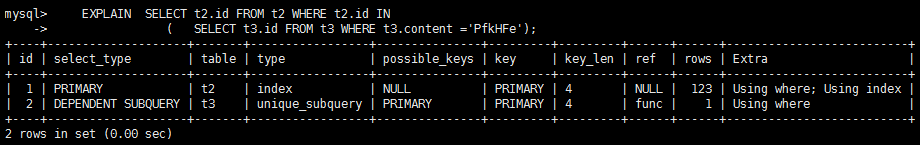 mysql>     EXPLAIN  SELECT t2.id FROM t2 WHERE t2.id IN
    ->                (   SELECT t3.id FROM t3 WHERE t3.content ='PfkHFe');
+----+--------------------+-------+-----------------+---------------+---------+---------+------+------+--------------------------+
| id | select_type        | table | type            | possible_keys | key     | key_len | ref  | rows | Extra                    |
+----+--------------------+-------+-----------------+---------------+---------+---------+------+------+--------------------------+
|  1 | PRIMARY            | t2    | index           | NULL          | PRIMARY | 4       | NULL |  123 | Using where; Using index |
|  2 | DEPENDENT SUBQUERY | t3    | unique_subquery | PRIMARY       | PRIMARY | 4       | func |    1 | Using where              |
+----+--------------------+-------+-----------------+---------------+---------+---------+------+------+--------------------------+
2 rows in set (0.00 sec)